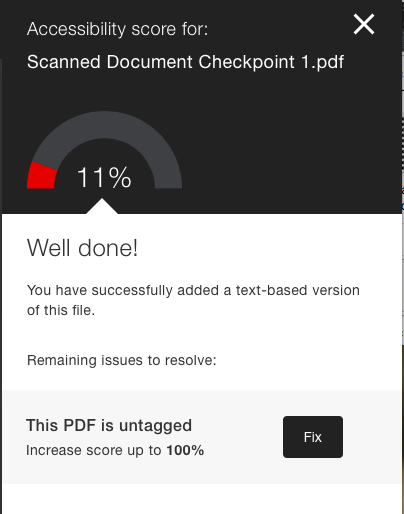 Accessibility score for:
Scanned Document Checkpoint 1.pdf
11%
Well done!
You have successfully added a text-based version
of this file.
Remaining issues to resolve:
This PDF is untagged
Increase score up to 100%
Fix